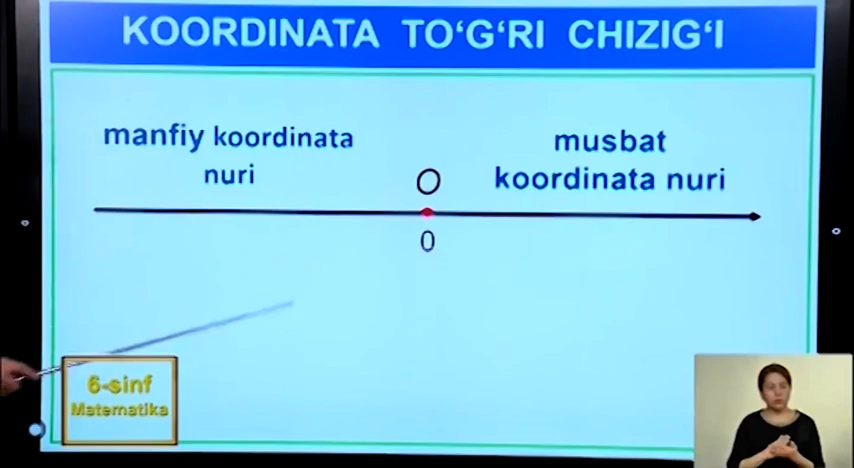 KOORDINATA TO‘G‘RI CHIZIG‘I
manfiy koordinata
nuri
musbat
koordinata nuri
O
0
6-sinf
Matematika